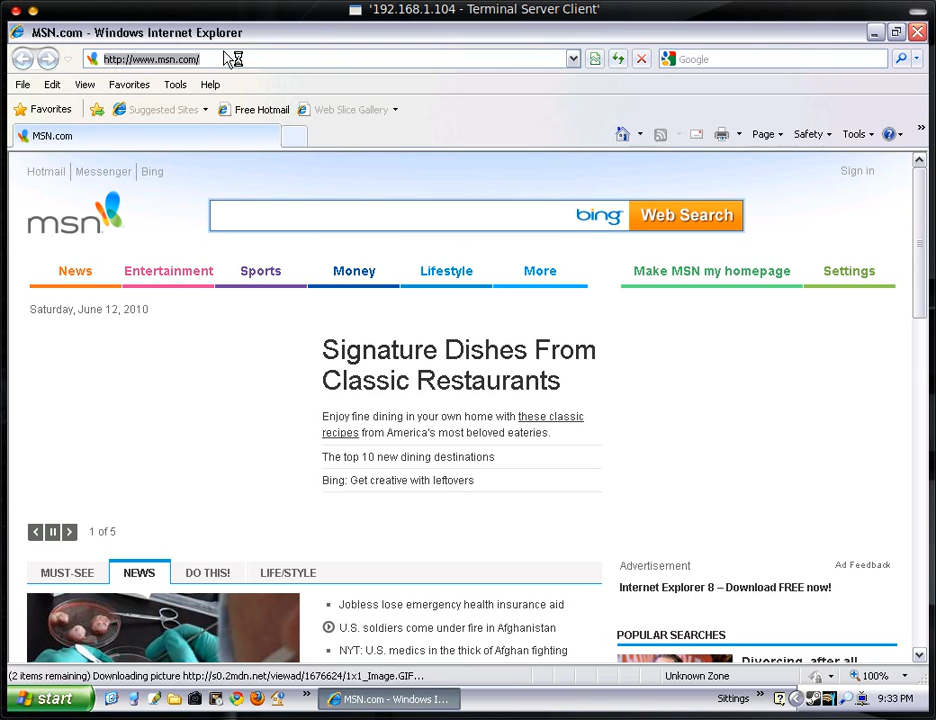 '192.168.1.104 - Terminal Server Client'
MSN.com - Windows Internet Explorer
http://www.msn.com/
Google
File Edit View Favorites Tools Help
Favorites Suggested Sites Free Hotmail Web Slice Gallery
MSN.com Page Safety Tools
Hotmail Messenger Bing Sign in
msn bing Web Search
News Entertainment Sports Money Lifestyle More Make MSN my homepage Settings
Saturday, June 12, 2010
Signature Dishes From
Classic Restaurants
Enjoy fine dining in your own home with these classic
recipes from America's most beloved eateries.
The top 10 new dining destinations
Bing: Get creative with leftovers
1 of 5
MUST-SEE NEWS DO THIS! LIFE/STYLE
Advertisement Ad Feedback
Internet Explorer 8 – Download FREE now!
Jobless lose emergency health insurance aid
U.S. soldiers come under fire in Afghanistan
NYT: U.S. medics in the thick of Afghan fighting
POPULAR SEARCHES
Divorcing, after all
(2 items remaining) Downloading picture http://s0.2mdn.net/viewad/1676624/1x1_Image.GIF... Unknown Zone 100%
start MSN.com - Windows I... Sittings 9:33 PM